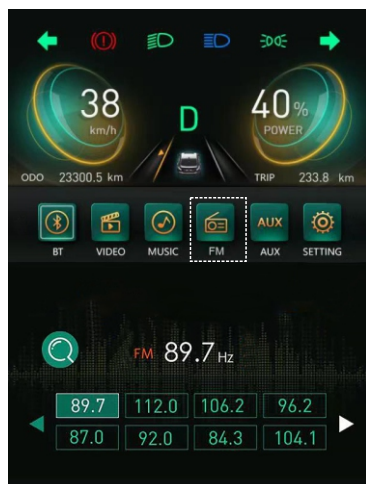 38
km/h
D
40%
POWER
ODO 23300.5 km
TRIP 233.8 km
BT VIDEO MUSIC FM AUX AUX SETTING
FM 89.7 Hz
89.7 112.0 106.2 96.2
87.0 92.0 84.3 104.1